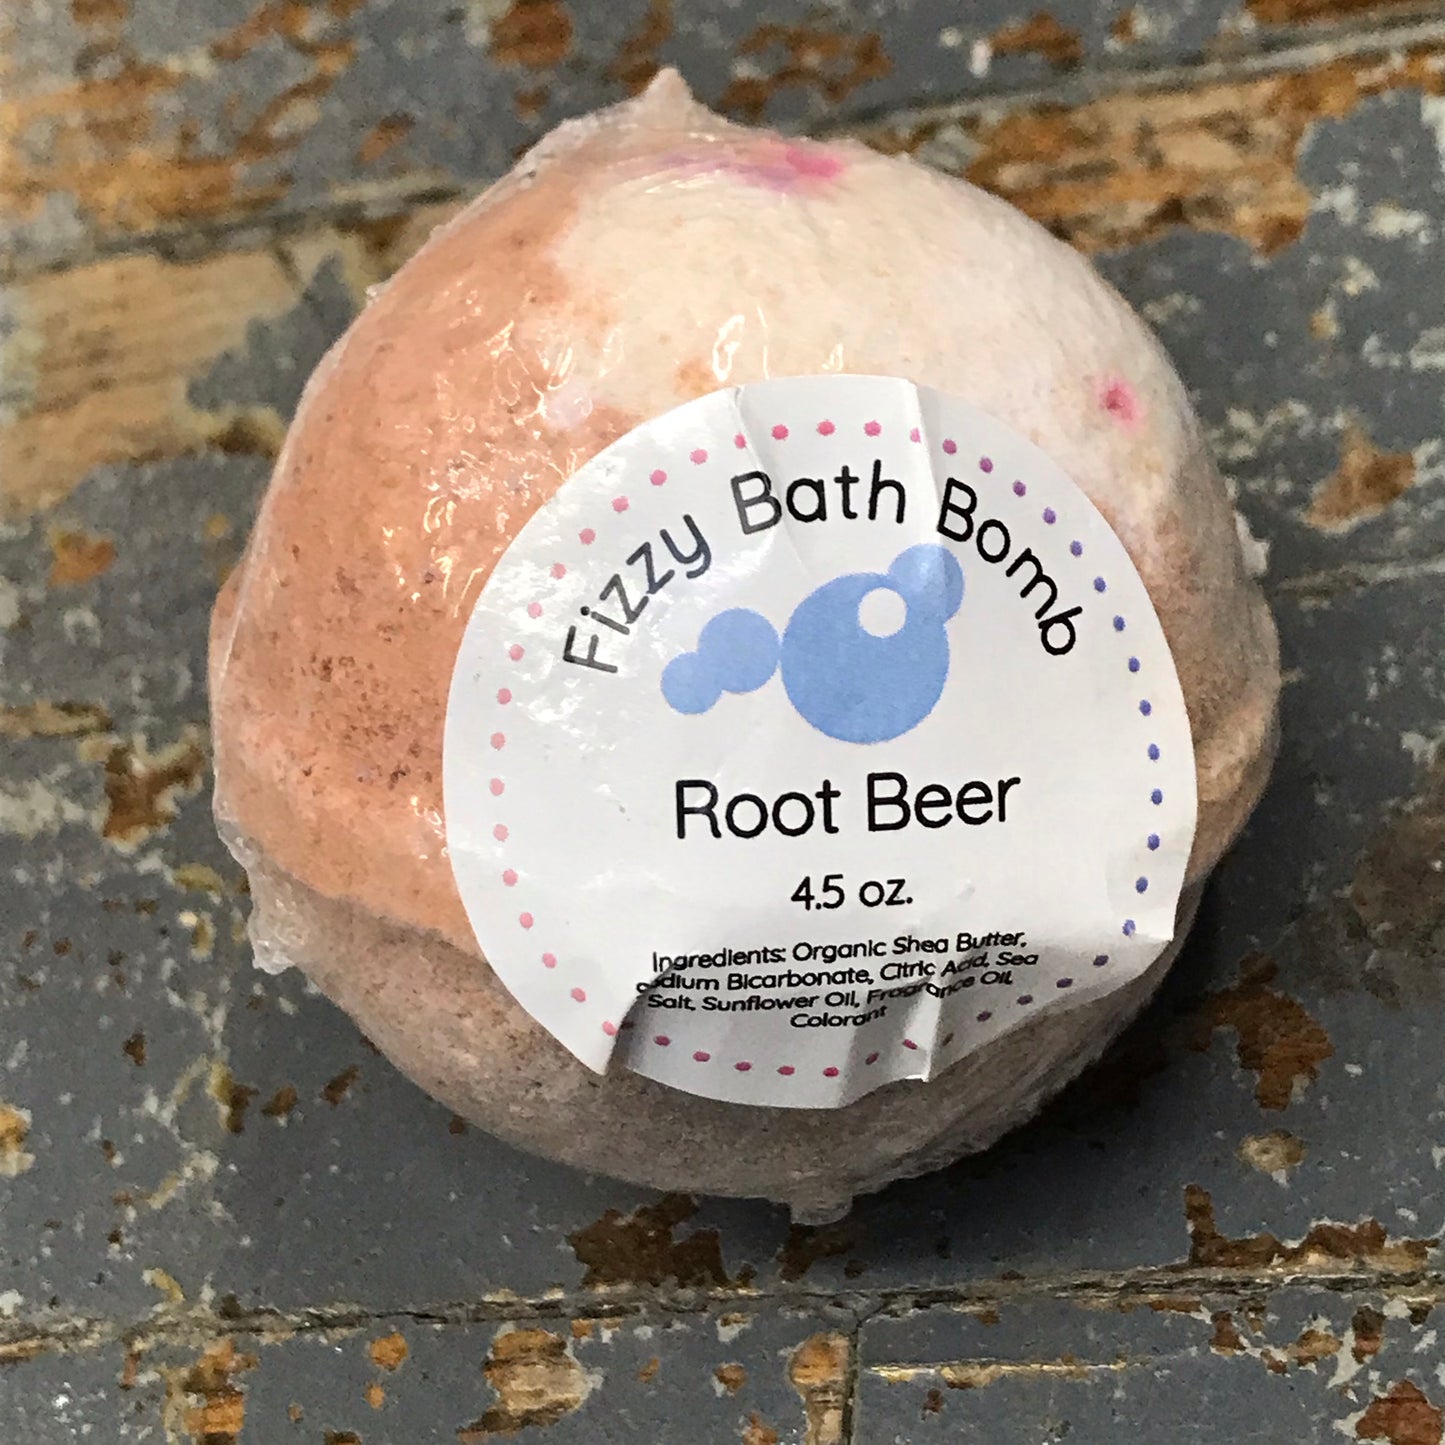 Fizzy Bath Bomb
Root Beer
4.5 oz.
Ingredients: Organic Shea Butter,
odium Bicarbonate, Citric Acid, Sea
Salt, Sunflower Oil, Fragrance Oil,
Colorant